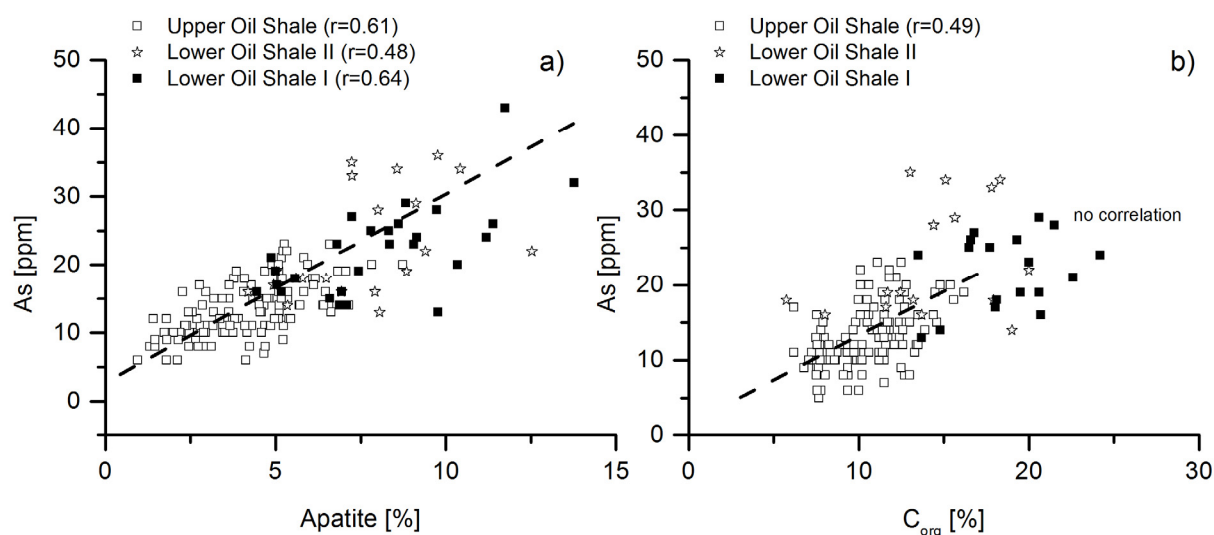 Upper Oil Shale (r=0.61)
Lower Oil Shale II (r=0.48)
Lower Oil Shale I (r=0.64)
a)
50
40
30
20
10
0
As [ppm]
0
5
10
15
Apatite [%]
Upper Oil Shale (r=0.49)
Lower Oil Shale II
Lower Oil Shale I
b)
no correlation
50
40
30
20
10
0
As [ppm]
0
10
20
30
Corg [%]